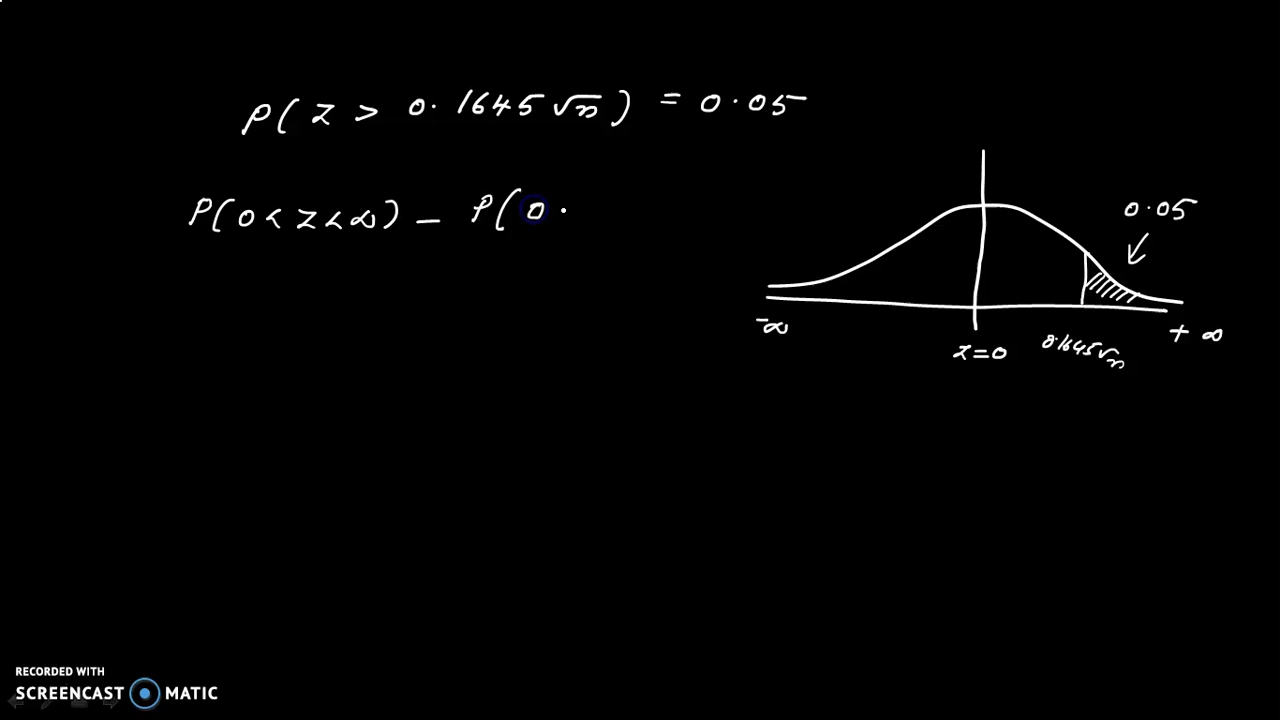 P( Z > 0.1645 √n ) = 0.05
P( 0 < Z < ∞ ) - P( 0 .
0.05
-∞
Z=0
0.1645√n
+ ∞
RECORDED WITH
SCREENCAST MATIC